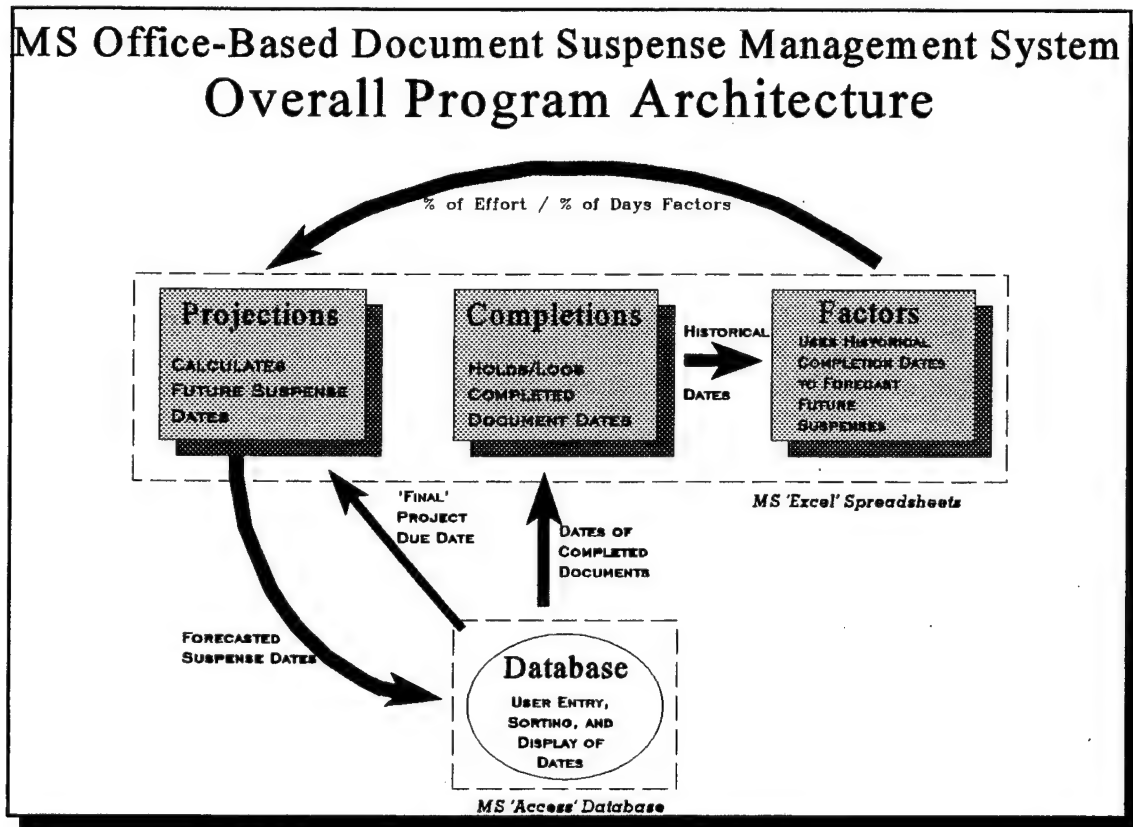 MS Office-Based Document Suspense Management System
Overall Program Architecture
% of Effort / % of Days Factors
Projections
CALCULATES
FUTURE SUSPENSE
DATES
Completions
HOLDS/LOGS
COMPLETED
DOCUMENT DATES
HISTORICAL
DATES
Factors
USES HISTORICAL
COMPLETION DATES
TO FORECAST
FUTURE
SUSPENSES
MS 'Excel' Spreadsheets
'FINAL'
PROJECT
DUE DATE
DATES OF
COMPLETED
DOCUMENTS
FORECASTED
SUSPENSE DATES
Database
USER ENTRY,
SORTING, AND
DISPLAY OF
DATES
MS 'Access' Database